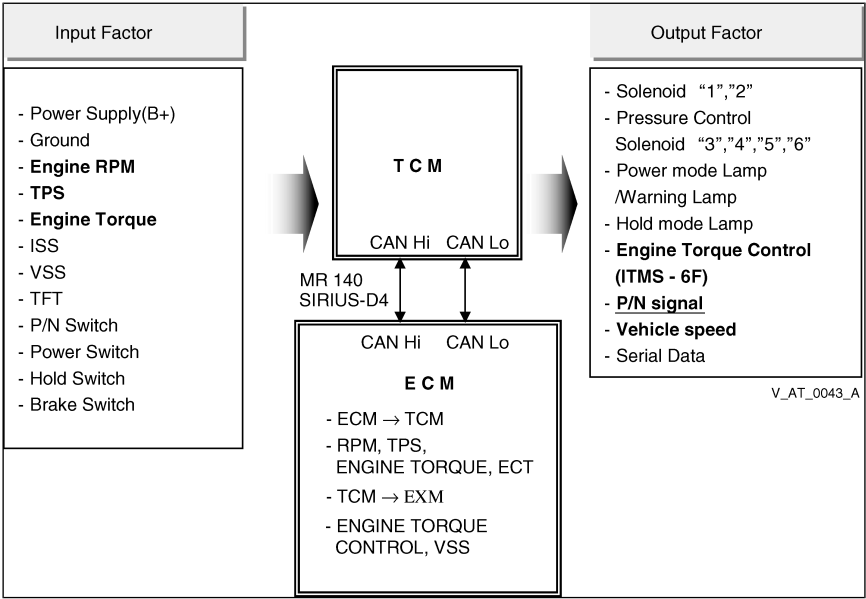 Input Factor
- Power Supply(B+)
- Ground
- Engine RPM
- TPS
- Engine Torque
- ISS
- VSS
- TFT
- P/N Switch
- Power Switch
- Hold Switch
- Brake Switch
T C M
CAN Hi CAN Lo
MR 140
SIRIUS-D4
CAN Hi CAN Lo
E C M
- ECM → TCM
- RPM, TPS,
ENGINE TORQUE, ECT
- TCM → EXM
- ENGINE TORQUE
CONTROL, VSS
Output Factor
- Solenoid “1”,”2”
- Pressure Control
Solenoid “3”,”4”,”5”,”6”
- Power mode Lamp
/Warning Lamp
- Hold mode Lamp
- Engine Torque Control
(ITMS - 6F)
- P/N signal
- Vehicle speed
- Serial Data
V_AT_0043_A